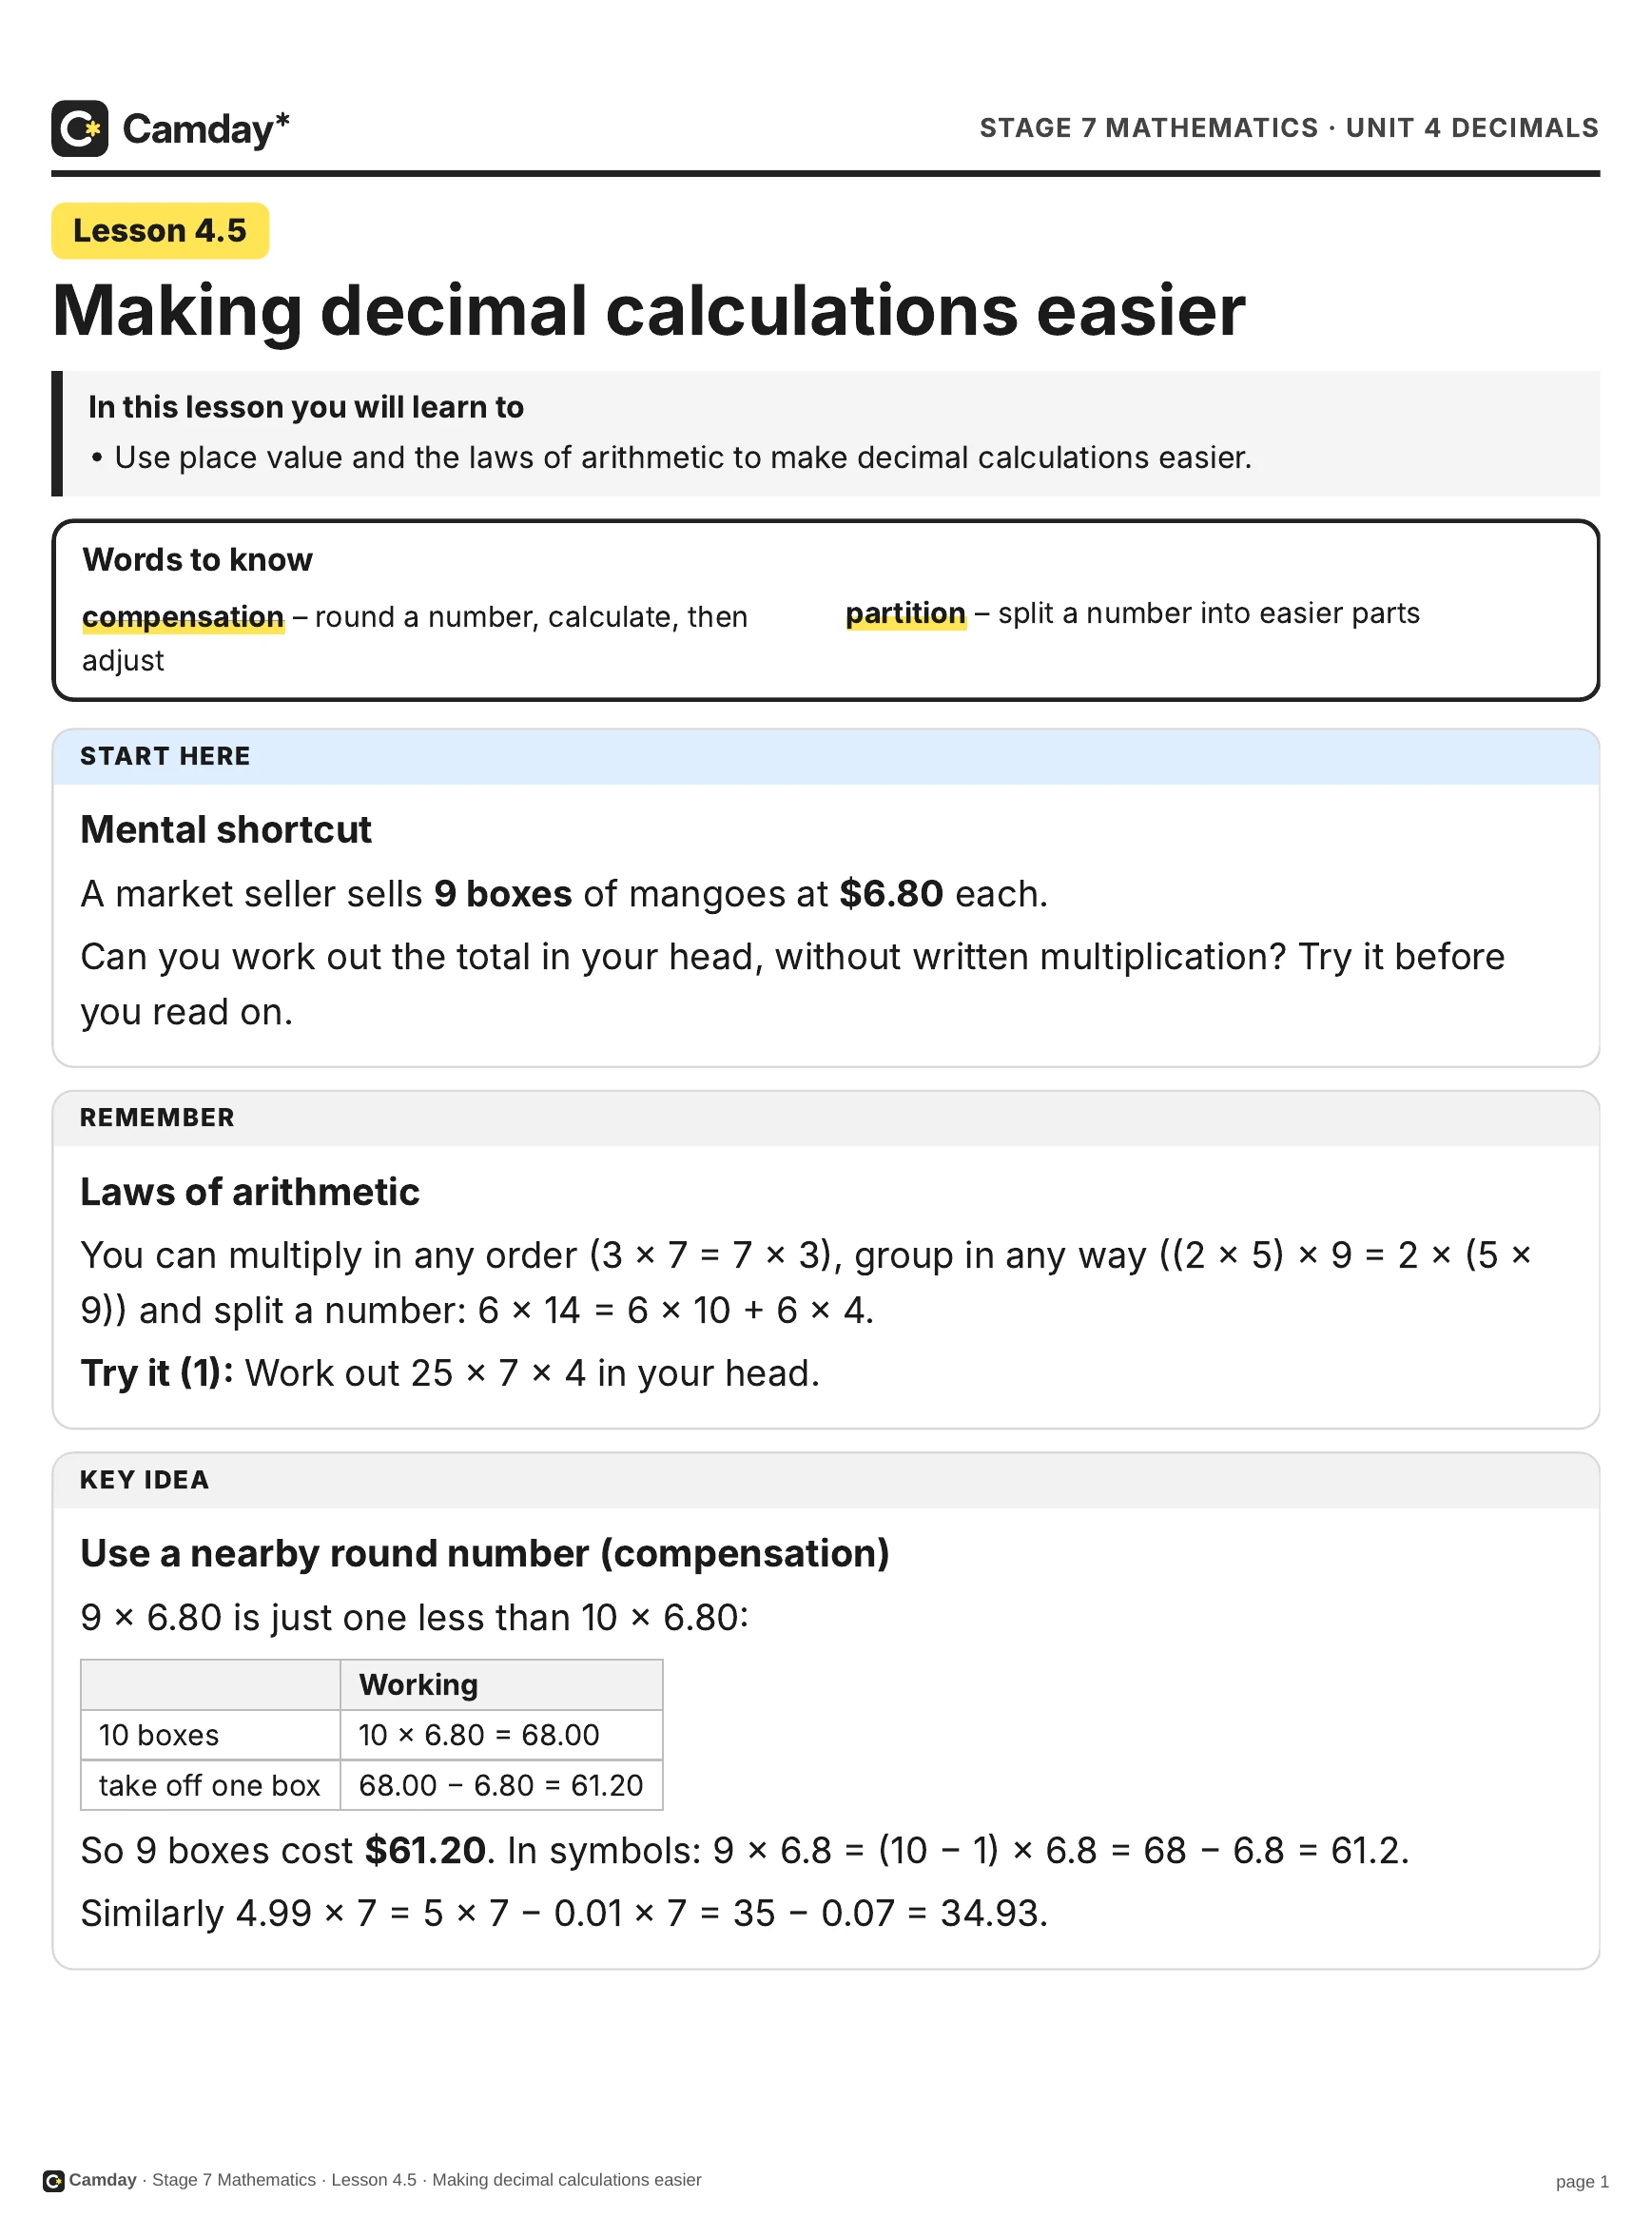 Camday*
STAGE 7 MATHEMATICS · UNIT 4 DECIMALS
Lesson 4.5
Making decimal calculations easier
In this lesson you will learn to
• Use place value and the laws of arithmetic to make decimal calculations easier.
Words to know
compensation – round a number, calculate, then
adjust
partition – split a number into easier parts
START HERE
Mental shortcut
A market seller sells 9 boxes of mangoes at $6.80 each.
Can you work out the total in your head, without written multiplication? Try it before
you read on.
REMEMBER
Laws of arithmetic
You can multiply in any order (3 × 7 = 7 × 3), group in any way ((2 × 5) × 9 = 2 × (5 ×
9)) and split a number: 6 × 14 = 6 × 10 + 6 × 4.
Try it (1): Work out 25 × 7 × 4 in your head.
KEY IDEA
Use a nearby round number (compensation)
9 × 6.80 is just one less than 10 × 6.80:
Working
10 boxes 10 × 6.80 = 68.00
take off one box 68.00 − 6.80 = 61.20
So 9 boxes cost $61.20. In symbols: 9 × 6.8 = (10 − 1) × 6.8 = 68 − 6.8 = 61.2.
Similarly 4.99 × 7 = 5 × 7 − 0.01 × 7 = 35 − 0.07 = 34.93.
Camday · Stage 7 Mathematics · Lesson 4.5 · Making decimal calculations easier
page 1